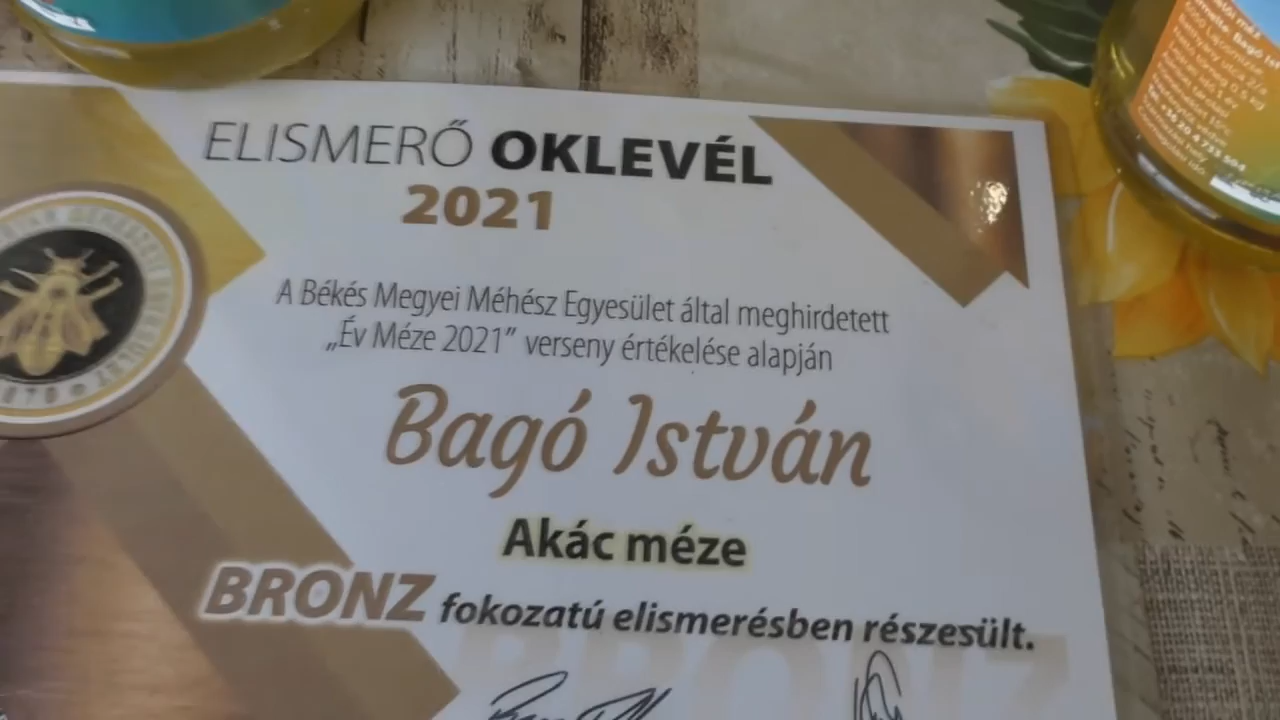 ELISMERŐ OKLEVÉL
2021
A Békés Megyei Méhész Egyesület által meghirdetett
„Év Méze 2021” verseny értékelése alapján
Bagó István
Akác méze
BRONZ fokozatú elismerésben részesült.
BRONZ